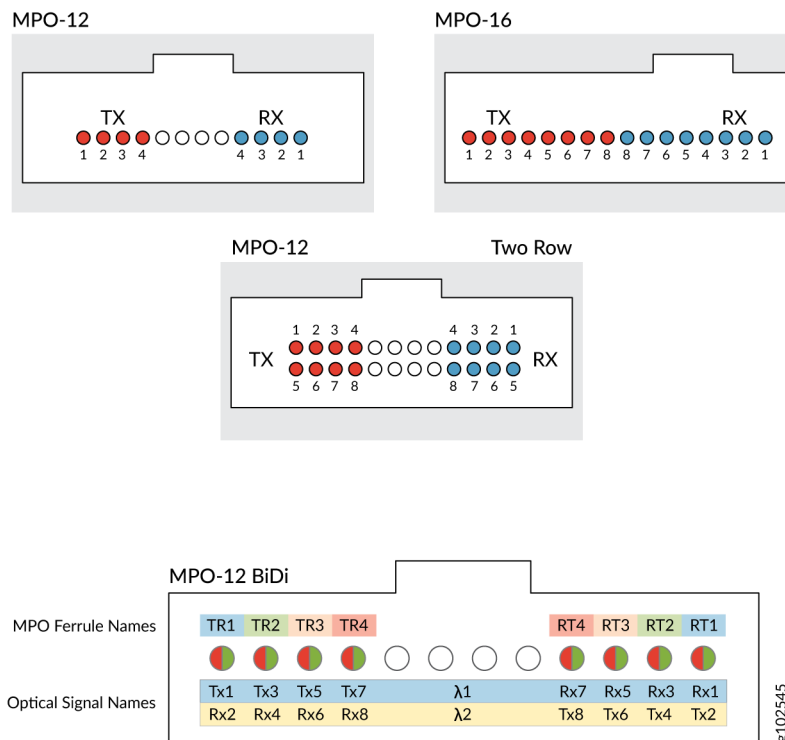 MPO-12
TX RX
1 2 3 4 4 3 2 1
MPO-16
TX RX
1 2 3 4 5 6 7 8 8 7 6 5 4 3 2 1
MPO-12 Two Row
1 2 3 4 4 3 2 1
TX RX
5 6 7 8 8 7 6 5
MPO-12 BiDi
MPO Ferrule Names TR1 TR2 TR3 TR4 RT4 RT3 RT2 RT1
Optical Signal Names
Tx1 Tx3 Tx5 Tx7 λ1 Rx7 Rx5 Rx3 Rx1
Rx2 Rx4 Rx6 Rx8 λ2 Tx8 Tx6 Tx4 Tx2
g102545